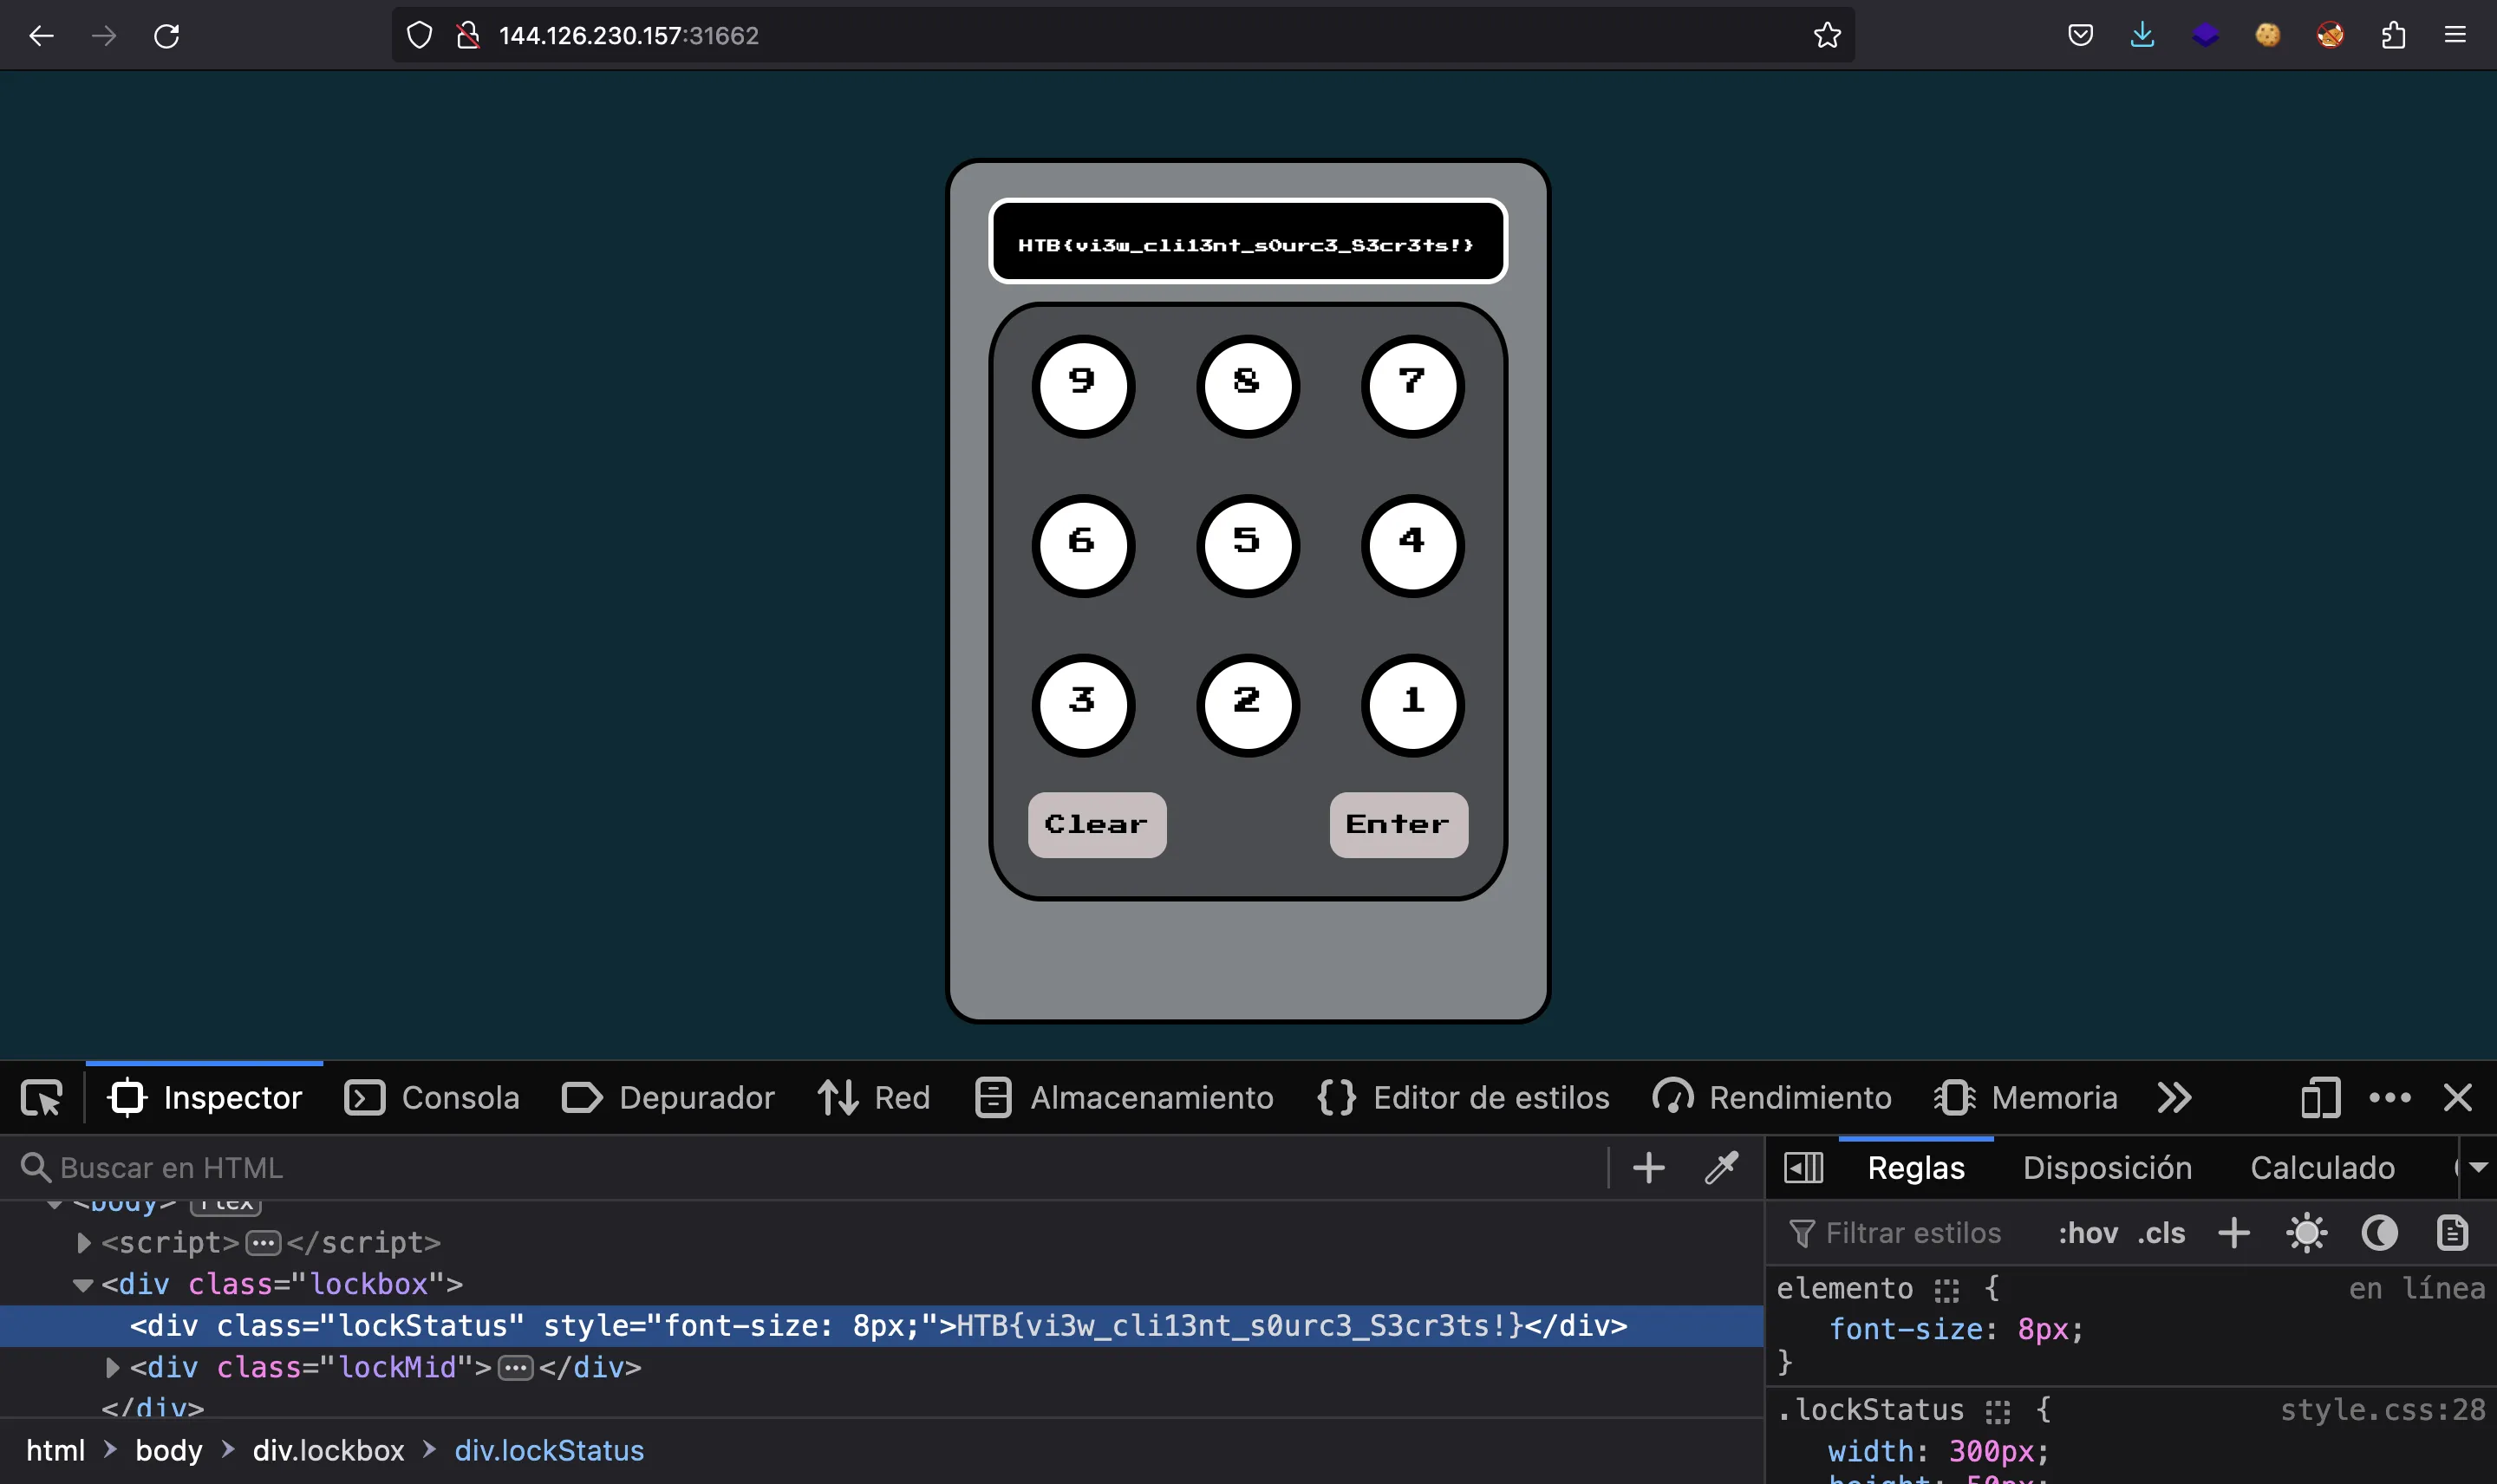 144.126.230.157:31662
HTB{vi3w_cli13nt_s0urc3_S3cr3ts!}
9 8 7
6 5 4
3 2 1
Clear Enter
Inspector Consola Depurador Red Almacenamiento Editor de estilos Rendimiento Memoria
Buscar en HTML
<body> flex
<script></script>
<div class="lockbox">
<div class="lockStatus" style="font-size: 8px;">HTB{vi3w_cli13nt_s0urc3_S3cr3ts!}</div>
<div class="lockMid"></div>
</div>
html body div.lockbox div.lockStatus
Reglas Disposición Calculado
Filtrar estilos :hov .cls
elemento { en línea
font-size: 8px;
}
.lockStatus { style.css:28
width: 300px;
height: 50px;